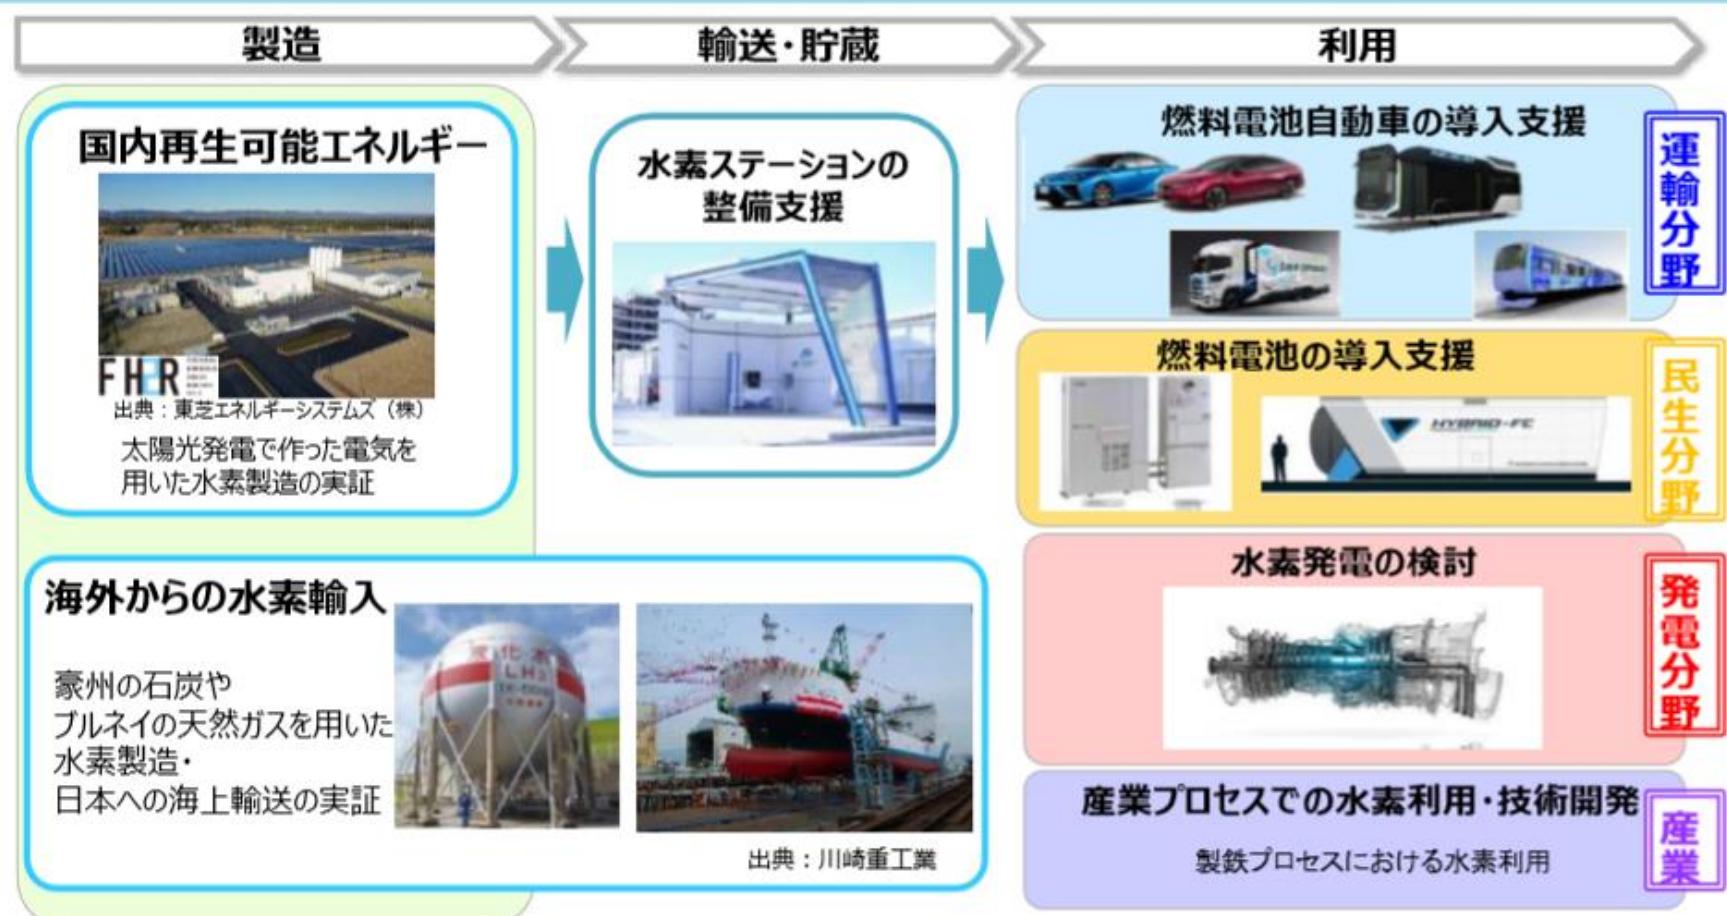 製造
輸送・貯蔵
利用
国内再生可能エネルギー
FH2R
出典：東芝エネルギーシステムズ（株）
太陽光発電で作った電気を
用いた水素製造の実証
水素ステーションの
整備支援
海外からの水素輸入
豪州の石炭や
ブルネイの天然ガスを用いた
水素製造・
日本への海上輸送の実証
LH2
出典：川崎重工業
燃料電池自動車の導入支援
運輸分野
燃料電池の導入支援
HYBRID-FC
民生分野
水素発電の検討
発電分野
産業プロセスでの水素利用・技術開発
製鉄プロセスにおける水素利用
産業